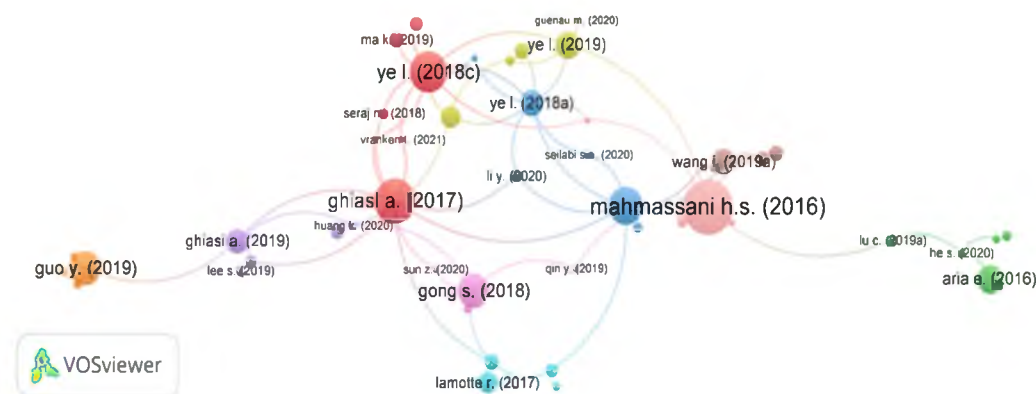 guenau m. (2020)
ma k. (2019)
ye l. (2019)
ye l. (2018c)
ye l. (2018a)
seraj m. (2018)
vranken t. (2021)
seilabi s.e. (2020)
wang j. (2019a)
li y. (2020)
ghiasi a. (2017)
mahmassani h.s. (2016)
huang k. (2020)
ghiasi a. (2019)
lu c. (2019a)
he s. (2020)
guo y. (2019)
lee s. (2019)
sun z. (2020)
qin y. (2019)
aria e. (2016)
gong s. (2018)
VOSviewer
lamotte r. (2017)